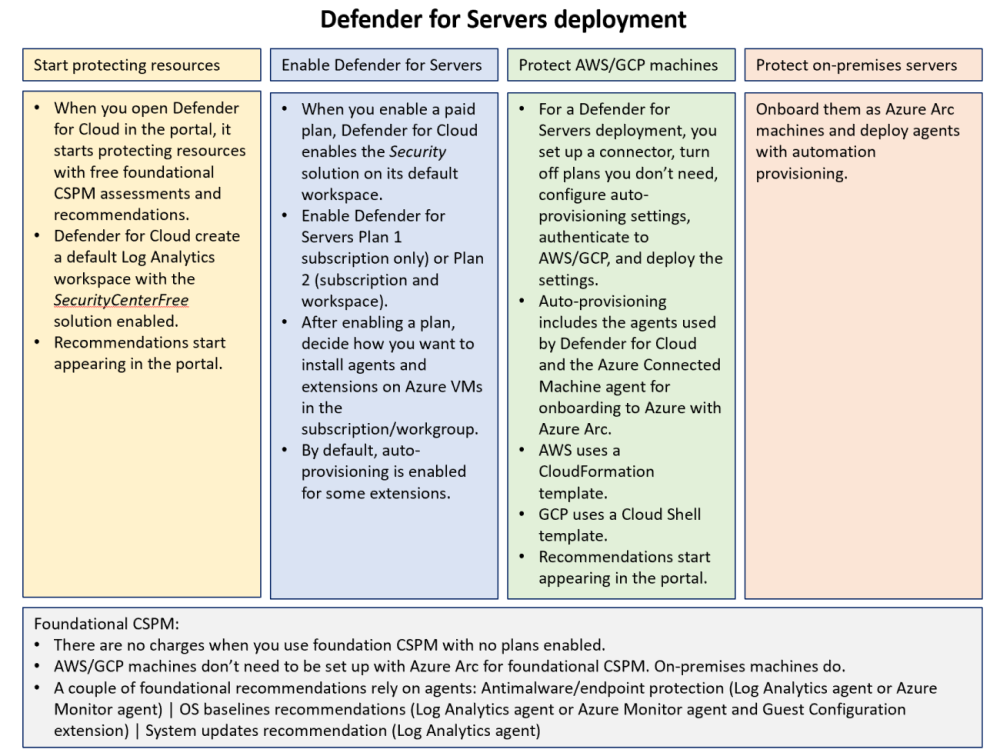 Defender for Servers deployment
Start protecting resources
• When you open Defender
for Cloud in the portal, it
starts protecting resources
with free foundational
CSPM assessments and
recommendations.
• Defender for Cloud create
a default Log Analytics
workspace with the
SecurityCenterFree
solution enabled.
• Recommendations start
appearing in the portal.
Enable Defender for Servers
• When you enable a paid
plan, Defender for Cloud
enables the Security
solution on its default
workspace.
• Enable Defender for
Servers Plan 1
subscription only) or Plan
2 (subscription and
workspace).
• After enabling a plan,
decide how you want to
install agents and
extensions on Azure VMs
in the
subscription/workgroup.
• By default, auto-
provisioning is enabled
for some extensions.
Protect AWS/GCP machines
• For a Defender for
Servers deployment, you
set up a connector, turn
off plans you don’t need,
configure auto-
provisioning settings,
authenticate to
AWS/GCP, and deploy the
settings.
• Auto-provisioning
includes the agents used
by Defender for Cloud
and the Azure Connected
Machine agent for
onboarding to Azure with
Azure Arc.
• AWS uses a
CloudFormation
template.
• GCP uses a Cloud Shell
template.
• Recommendations start
appearing in the portal.
Protect on-premises servers
Onboard them as Azure Arc
machines and deploy agents
with automation
provisioning.
Foundational CSPM:
• There are no charges when you use foundation CSPM with no plans enabled.
• AWS/GCP machines don’t need to be set up with Azure Arc for foundational CSPM. On-premises machines do.
• A couple of foundational recommendations rely on agents: Antimalware/endpoint protection (Log Analytics agent or Azure
Monitor agent) | OS baselines recommendations (Log Analytics agent or Azure Monitor agent and Guest Configuration
extension) | System updates recommendation (Log Analytics agent)